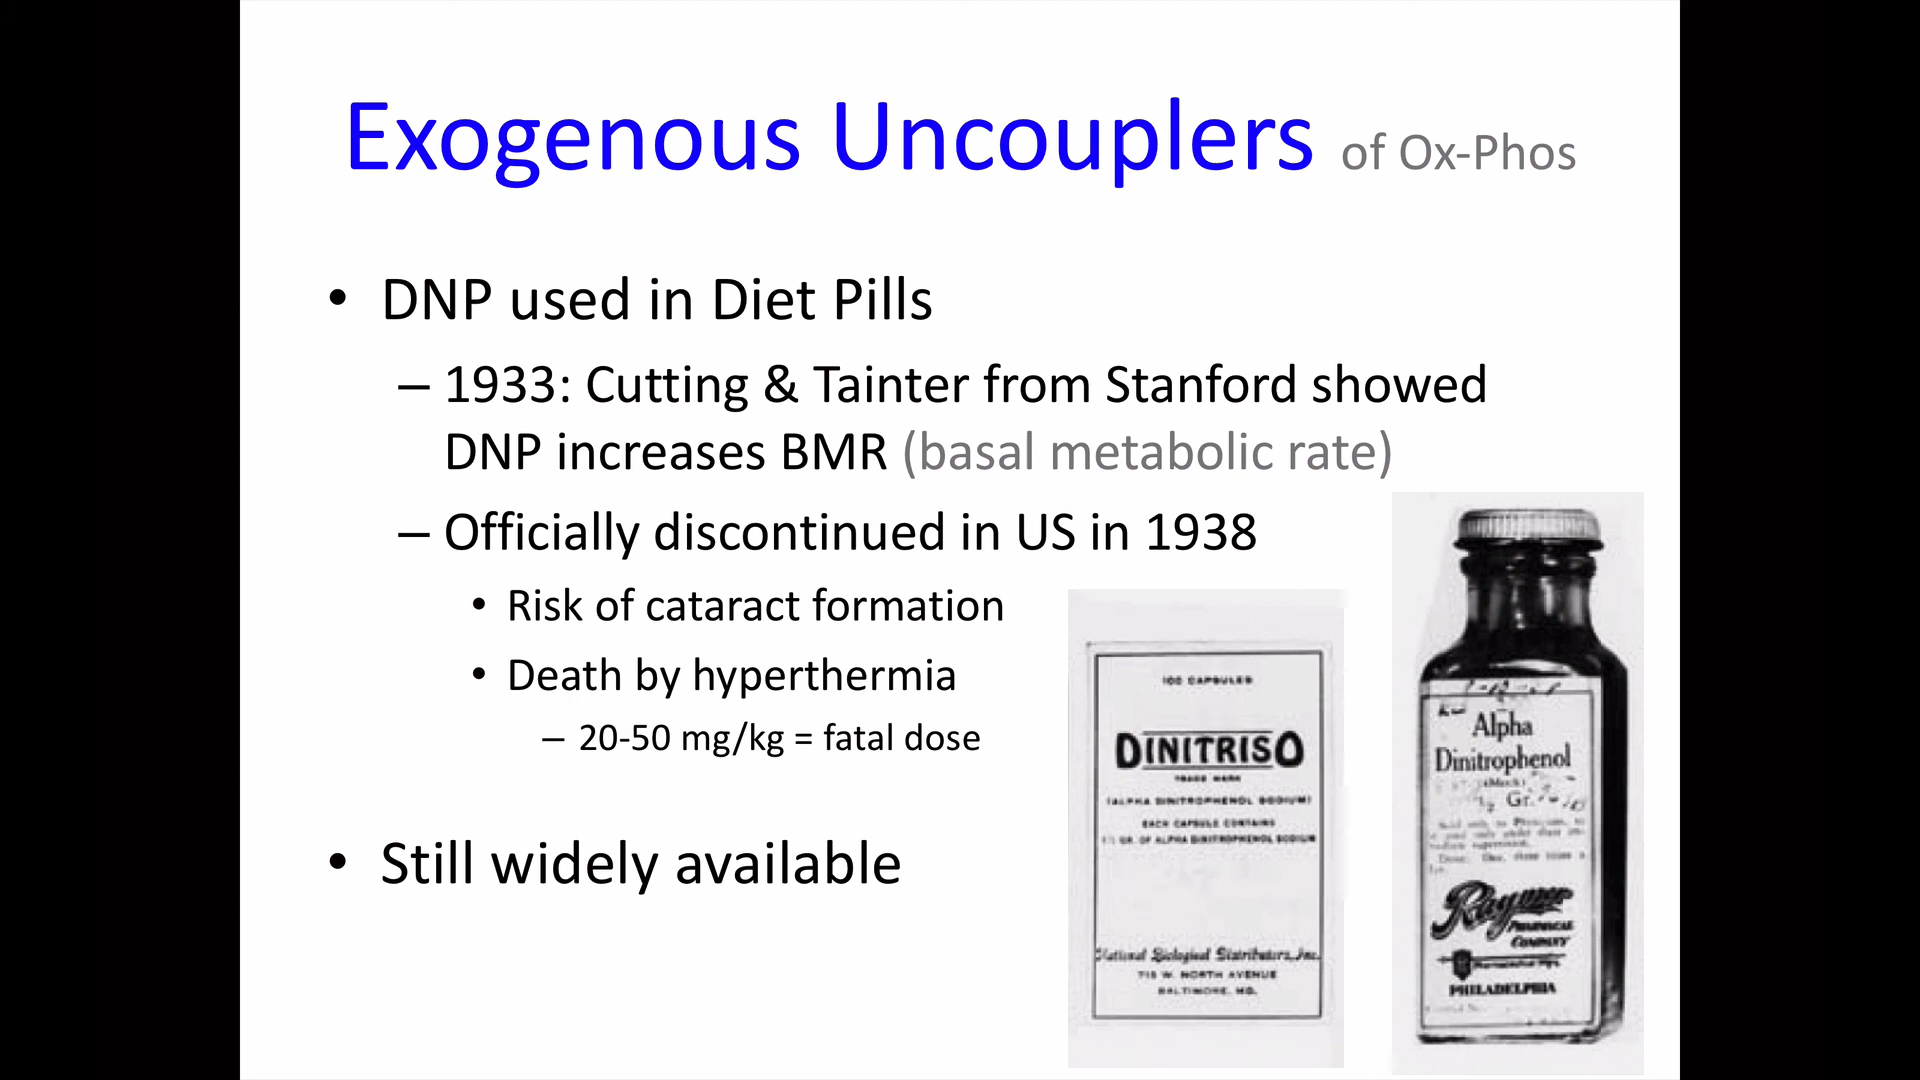 Exogenous Uncouplers of Ox-Phos
• DNP used in Diet Pills
– 1933: Cutting & Tainter from Stanford showed
DNP increases BMR (basal metabolic rate)
– Officially discontinued in US in 1938
• Risk of cataract formation
• Death by hyperthermia
– 20-50 mg/kg = fatal dose
• Still widely available
100 CAPSULES
DINITRISO
TRADE MARK
(ALPHA DINITROPHENOL SODIUM)
EACH CAPSULE CONTAINS
GR. OF ALPHA DINITROPHENOL SODIUM
National Biological Distributors, Inc.
715 W. NORTH AVENUE
BALTIMORE, MD.
Alpha
Dinitrophenol
Gr.
Raymer
PHARMACAL
COMPANY
PHILADELPHIA